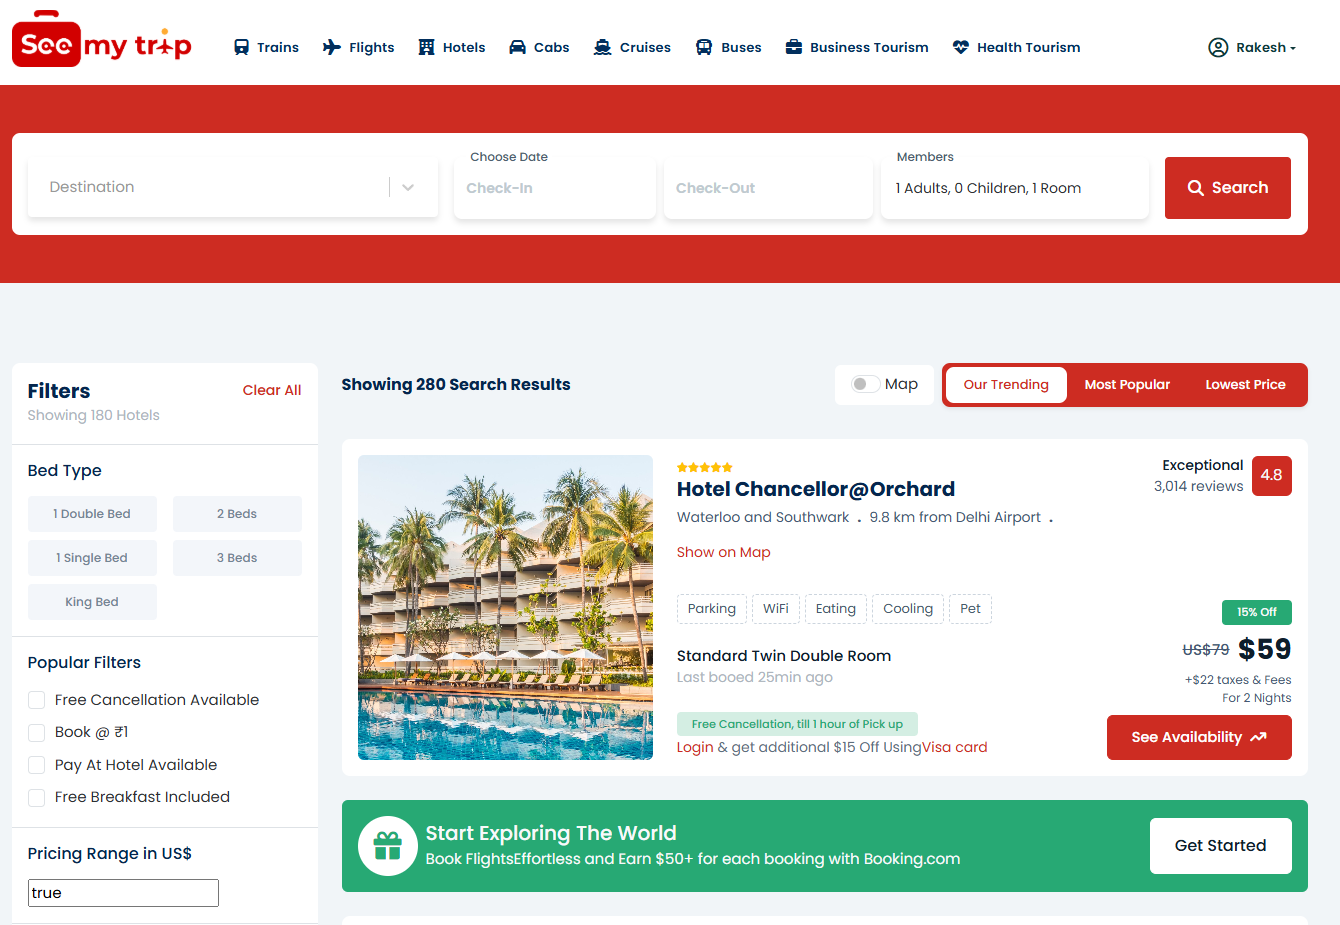 See my trip
Trains Flights Hotels Cabs Cruises Buses Business Tourism Health Tourism Rakesh
Choose Date Members
Destination Check-In Check-Out 1 Adults, 0 Children, 1 Room Search
Filters Clear All
Showing 180 Hotels
Bed Type
1 Double Bed 2 Beds
1 Single Bed 3 Beds
King Bed
Popular Filters
Free Cancellation Available
Book @ ₹1
Pay At Hotel Available
Free Breakfast Included
Pricing Range in US$
true
Showing 280 Search Results Map Our Trending Most Popular Lowest Price
Hotel Chancellor@Orchard
Waterloo and Southwark . 9.8 km from Delhi Airport .
Show on Map
Exceptional 4.8
3,014 reviews
Parking WiFi Eating Cooling Pet
Standard Twin Double Room
Last booed 25min ago
Free Cancellation, till 1 hour of Pick up
Login & get additional $15 Off UsingVisa card
15% Off
US$79 $59
+$22 taxes & Fees
For 2 Nights
See Availability
Start Exploring The World
Book FlightsEffortless and Earn $50+ for each booking with Booking.com
Get Started